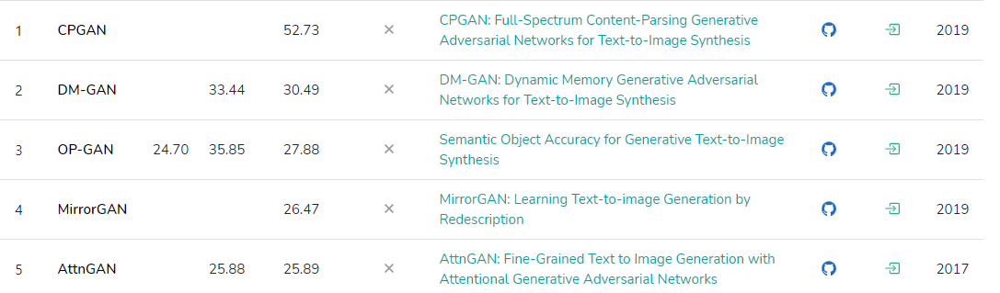 1 CPGAN 52.73 × CPGAN: Full-Spectrum Content-Parsing Generative 2019
Adversarial Networks for Text-to-Image Synthesis
2 DM-GAN 33.44 30.49 × DM-GAN: Dynamic Memory Generative Adversarial 2019
Networks for Text-to-Image Synthesis
3 OP-GAN 24.70 35.85 27.88 × Semantic Object Accuracy for Generative Text-to-Image 2019
Synthesis
4 MirrorGAN 26.47 × MirrorGAN: Learning Text-to-image Generation by 2019
Redescription
5 AttnGAN 25.88 25.89 × AttnGAN: Fine-Grained Text to Image Generation with 2017
Attentional Generative Adversarial Networks